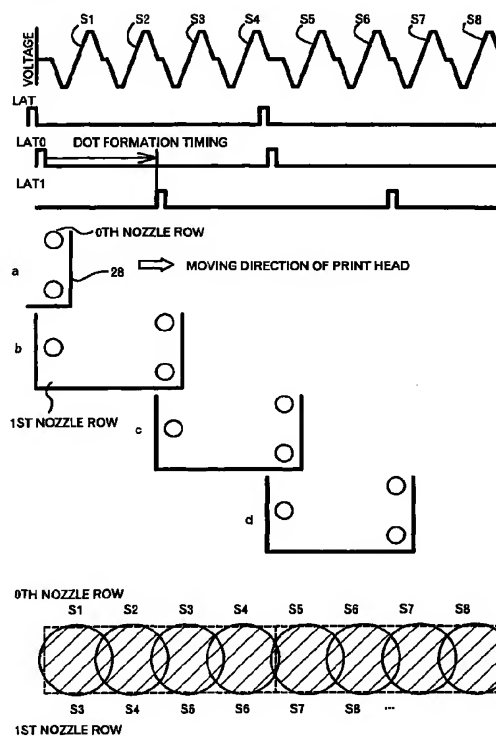 S1 S2 S3 S4 S5 S6 S7 S8
VOLTAGE
LAT
LAT0 DOT FORMATION TIMING
LAT1
0TH NOZZLE ROW
a
28 MOVING DIRECTION OF PRINT HEAD
b
1ST NOZZLE ROW
c
d
0TH NOZZLE ROW
S1 S2 S3 S4 S5 S6 S7 S8
S3 S4 S5 S6 S7 S8 ...
1ST NOZZLE ROW